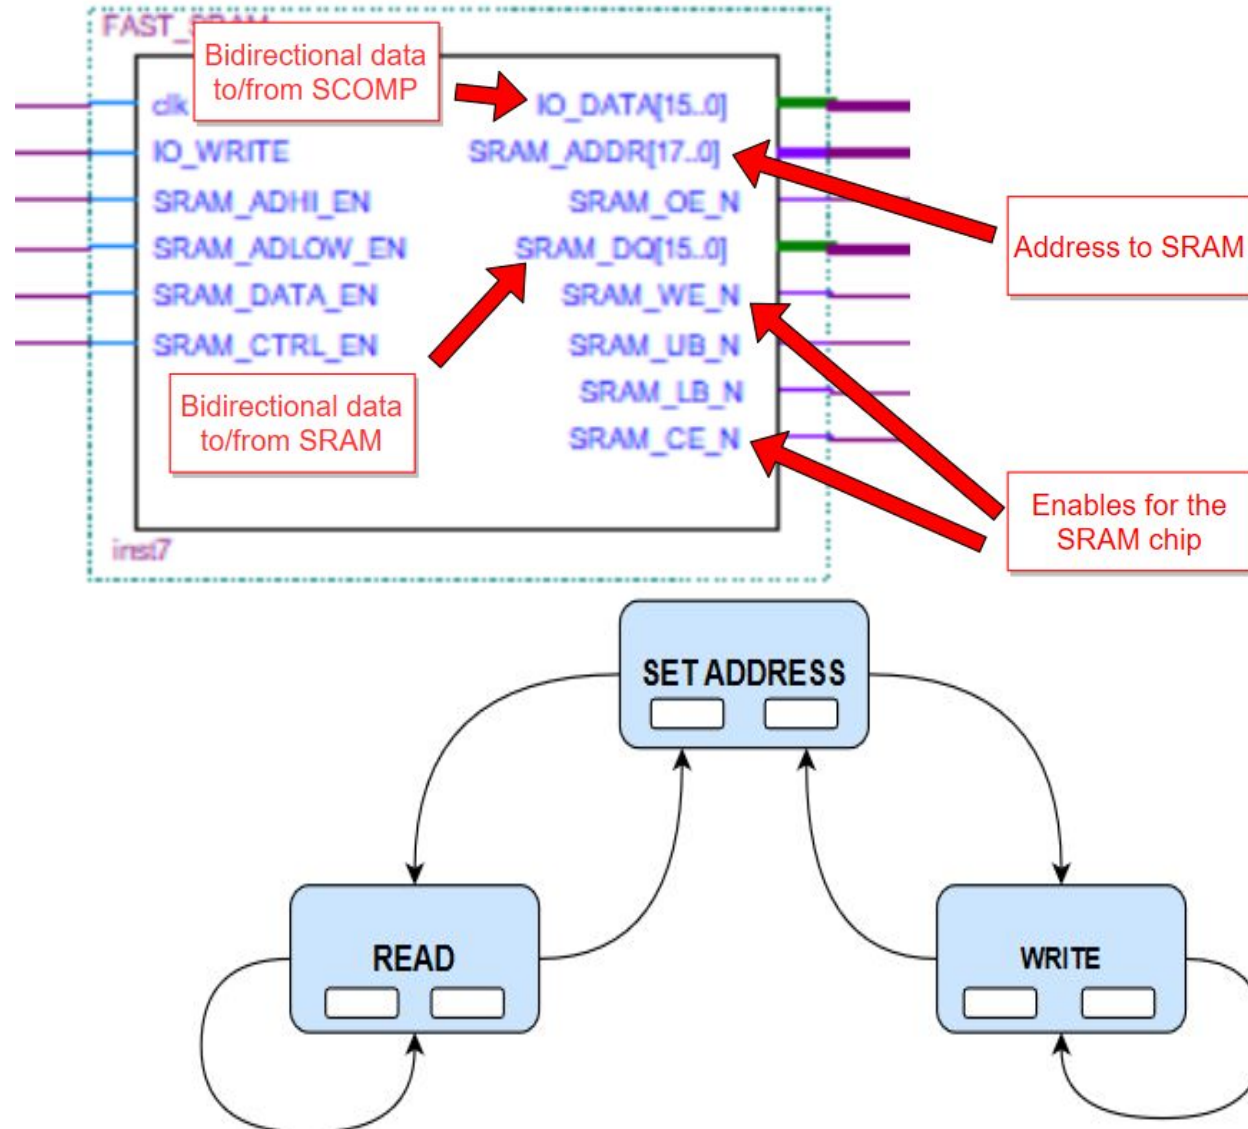 Bidirectional data
to/from SCOMP
clk
IO_DATA[15..0]
IO_WRITE
SRAM_ADDR[17..0]
SRAM_ADHI_EN
SRAM_OE_N
SRAM_ADLOW_EN
SRAM_DQ[15..0]
SRAM_DATA_EN
SRAM_WE_N
SRAM_CTRL_EN
SRAM_UB_N
SRAM_LB_N
SRAM_CE_N
Address to SRAM
Bidirectional data
to/from SRAM
Enables for the
SRAM chip
inst7
SET ADDRESS
READ
WRITE